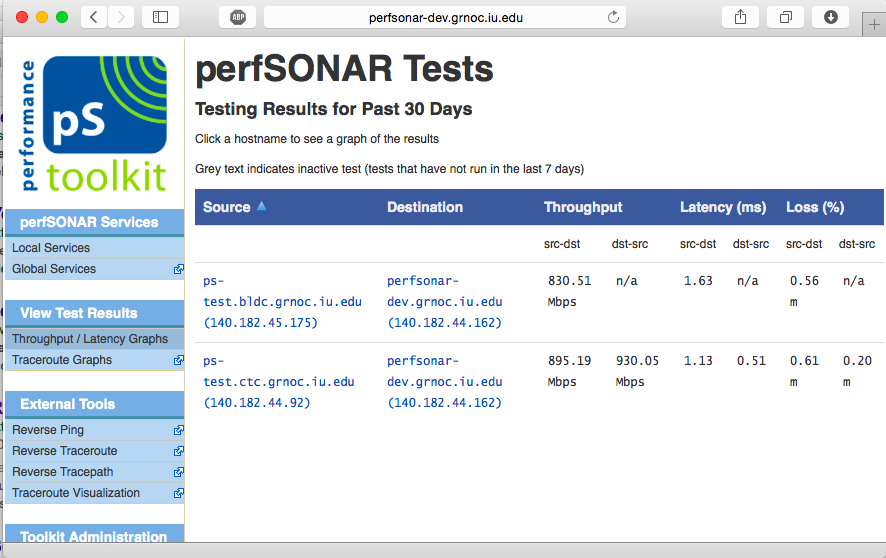 ABP
perfsonar-dev.grnoc.iu.edu
performance
pS
toolkit
perfSONAR Services
Local Services
Global Services
View Test Results
Throughput / Latency Graphs
Traceroute Graphs
External Tools
Reverse Ping
Reverse Traceroute
Reverse Tracepath
Traceroute Visualization
Toolkit Administration
perfSONAR Tests
Testing Results for Past 30 Days
Click a hostname to see a graph of the results
Grey text indicates inactive test (tests that have not run in the last 7 days)
Source Destination Throughput Latency (ms) Loss (%)
src-dst dst-src src-dst dst-src src-dst dst-src
ps- perfsonar- 830.51 n/a 1.63 n/a 0.56 n/a
test.bldc.grnoc.iu.edu dev.grnoc.iu.edu Mbps m
(140.182.45.175) (140.182.44.162)
ps- perfsonar- 895.19 930.05 1.13 0.51 0.61 0.20
test.ctc.grnoc.iu.edu dev.grnoc.iu.edu Mbps Mbps m m
(140.182.44.92) (140.182.44.162)